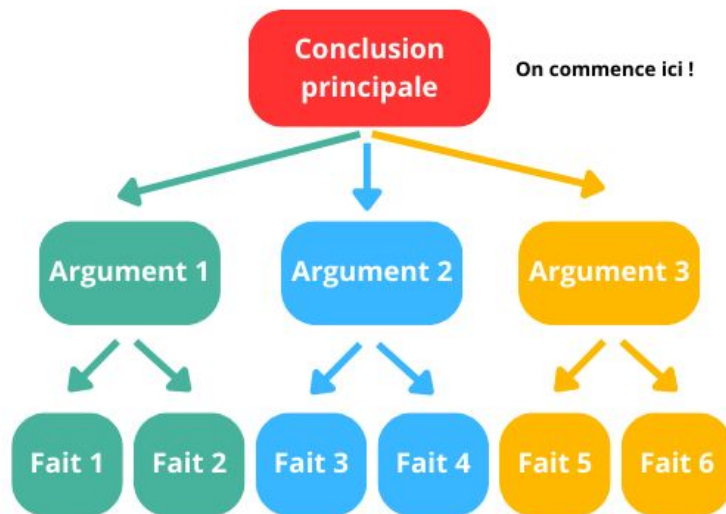 Conclusion
principale
On commence ici !
Argument 1
Argument 2
Argument 3
Fait 1
Fait 2
Fait 3
Fait 4
Fait 5
Fait 6